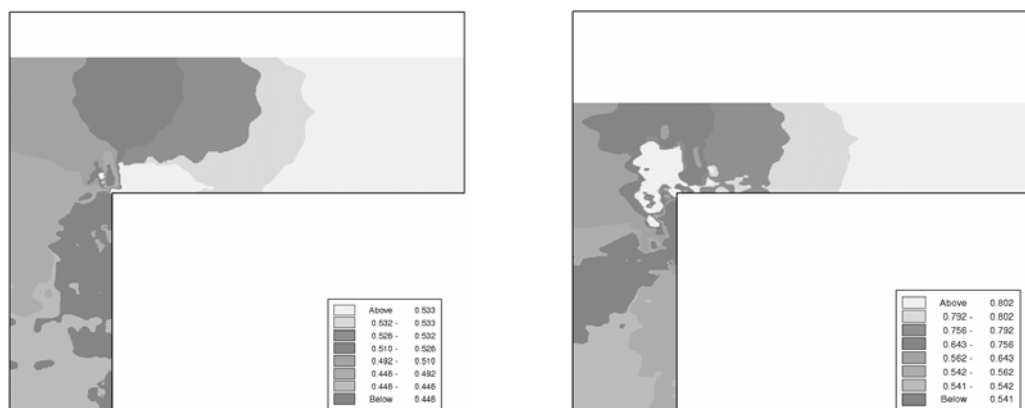 Above 0.533
0.532 - 0.533
0.526 - 0.532
0.510 - 0.526
0.492 - 0.510
0.446 - 0.492
0.446 - 0.446
Below 0.446
Above 0.802
0.792 - 0.802
0.756 - 0.792
0.643 - 0.756
0.562 - 0.643
0.542 - 0.562
0.541 - 0.542
Below 0.541